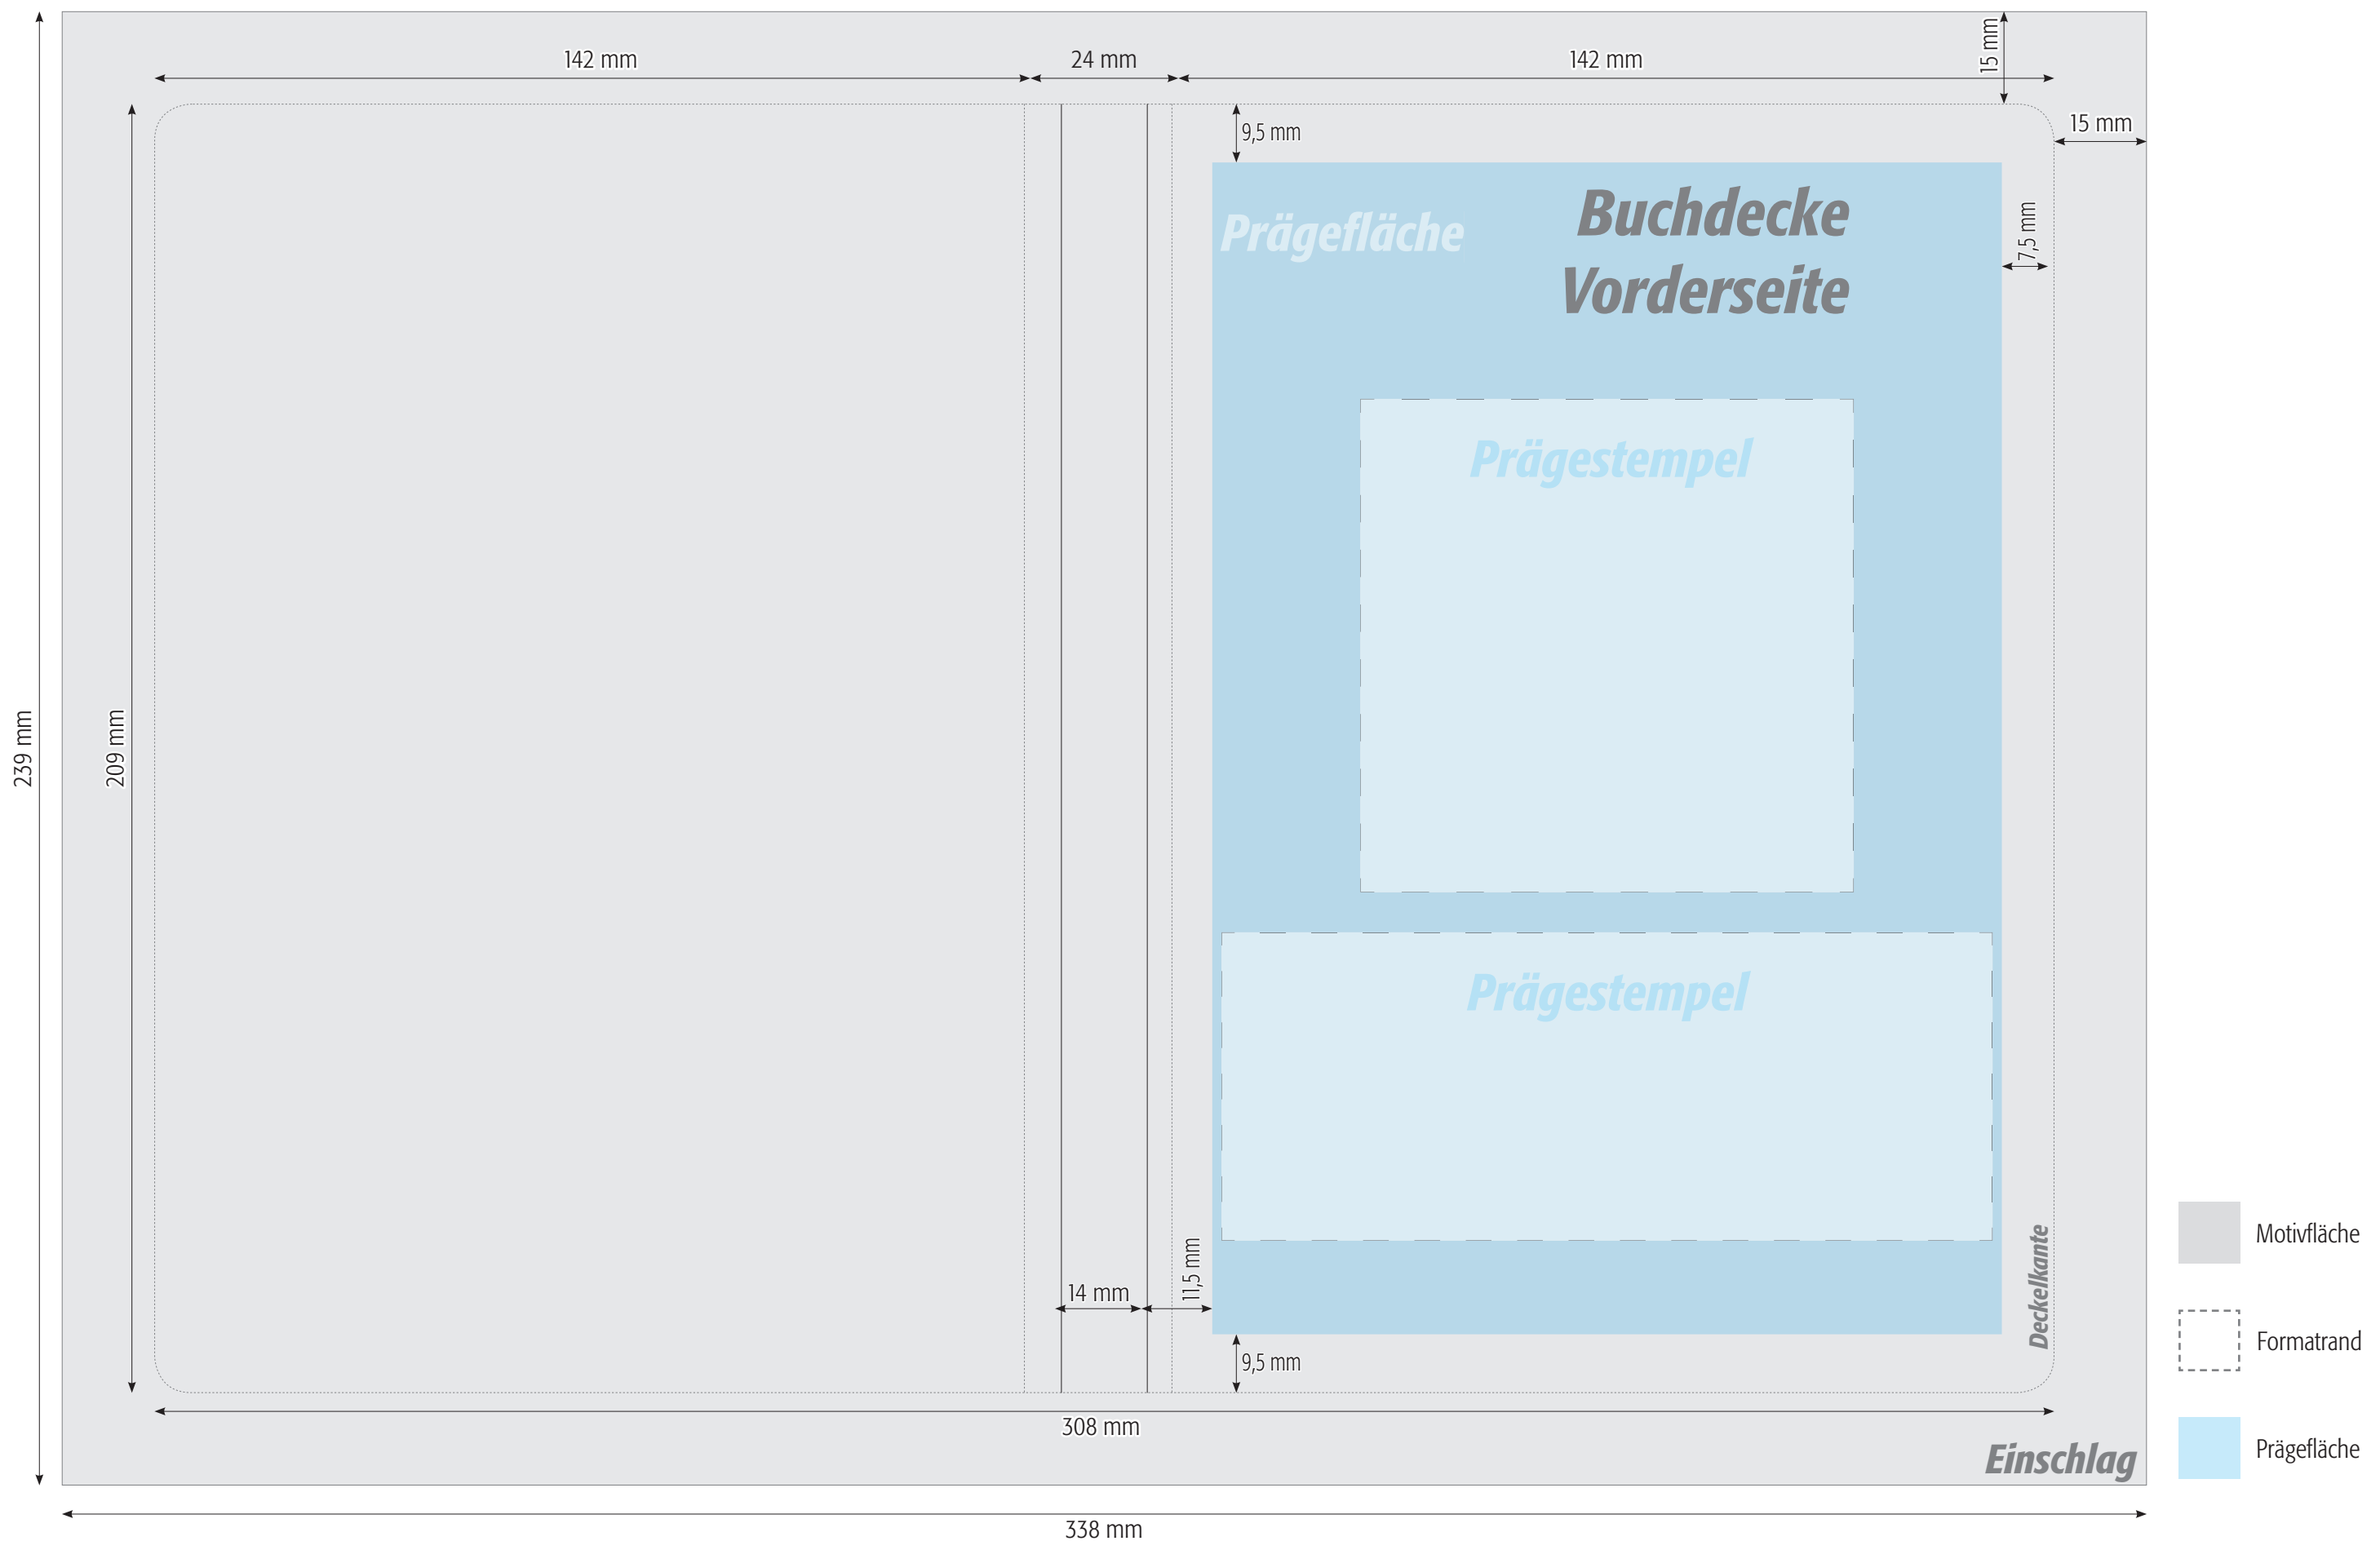 142 mm
24 mm
142 mm
15 mm
15 mm
9,5 mm
7,5 mm
Prägefläche
Buchdecke
Vorderseite
Prägestempel
239 mm
209 mm
Prägestempel
14 mm
11,5 mm
Deckelkante
9,5 mm
308 mm
Einschlag
338 mm
Motivfläche
Formatrand
Prägefläche